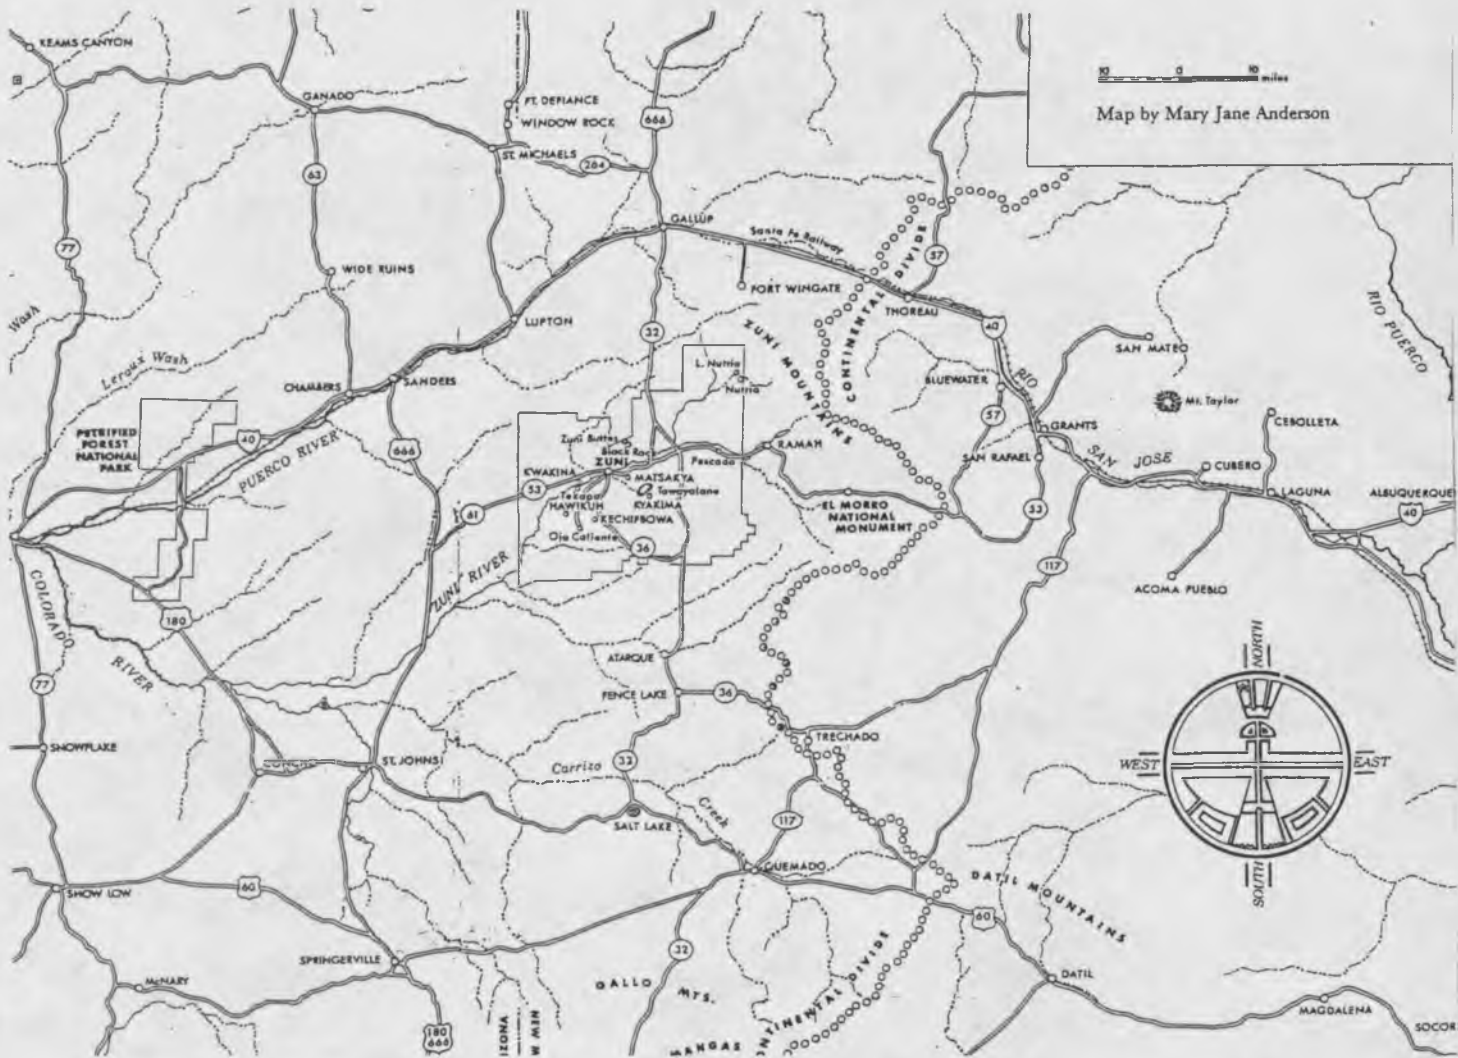 KEAMS CANYON
GANADO
FT. DEFIANCE
WINDOW ROCK
ST. MICHAELS
666
264
63
77
10 0 10 miles
Map by Mary Jane Anderson
GALLUP
Santa Fe Railway
CONTINENTAL DIVIDE
57
WIDE RUINS
FORT WINGATE
THOREAU
Wash
LUPTON
32
ZUNI MOUNTAINS
40
RIO PUERCO
SAN MATEO
Leroux Wash
L. Nutria
Nutria
CHAMBERS
SANDERS
BLUEWATER
RIO
SAN
JOSE
57
Mt. Taylor
CEBOLLETA
GRANTS
PETRIFIED
FOREST
NATIONAL
PARK
40
PUERCO RIVER
666
Zuni Buttes
Black Rock
ZUNI
RAMAH
Pescado
SAN RAFAEL
CUBERO
KWAKINA
53
MATSAKYA
Towayalane
KYAKIMA
Tekapo
HAWIKUH
KECHIPBOWA
Ojo Caliente
36
61
EL MORRO
NATIONAL
MONUMENT
53
LAGUNA
ALBUQUERQUE
40
117
ACOMA PUEBLO
ZUNI RIVER
COLORADO
RIVER
180
77
ATARQUE
FENCE LAKE
36
TRECHADO
NORTH
WEST
EAST
SOUTH
SNOWFLAKE
CONCHO
ST. JOHNS
Carrizo
Creek
32
SALT LAKE
117
QUEMADO
SHOW LOW
60
DATIL MOUNTAINS
60
SPRINGERVILLE
32
McNARY
GALLO MTS.
CONTINENTAL DIVIDE
DATIL
MAGDALENA
SOCOR
180
666
IZONA
NEW M
MANGAS